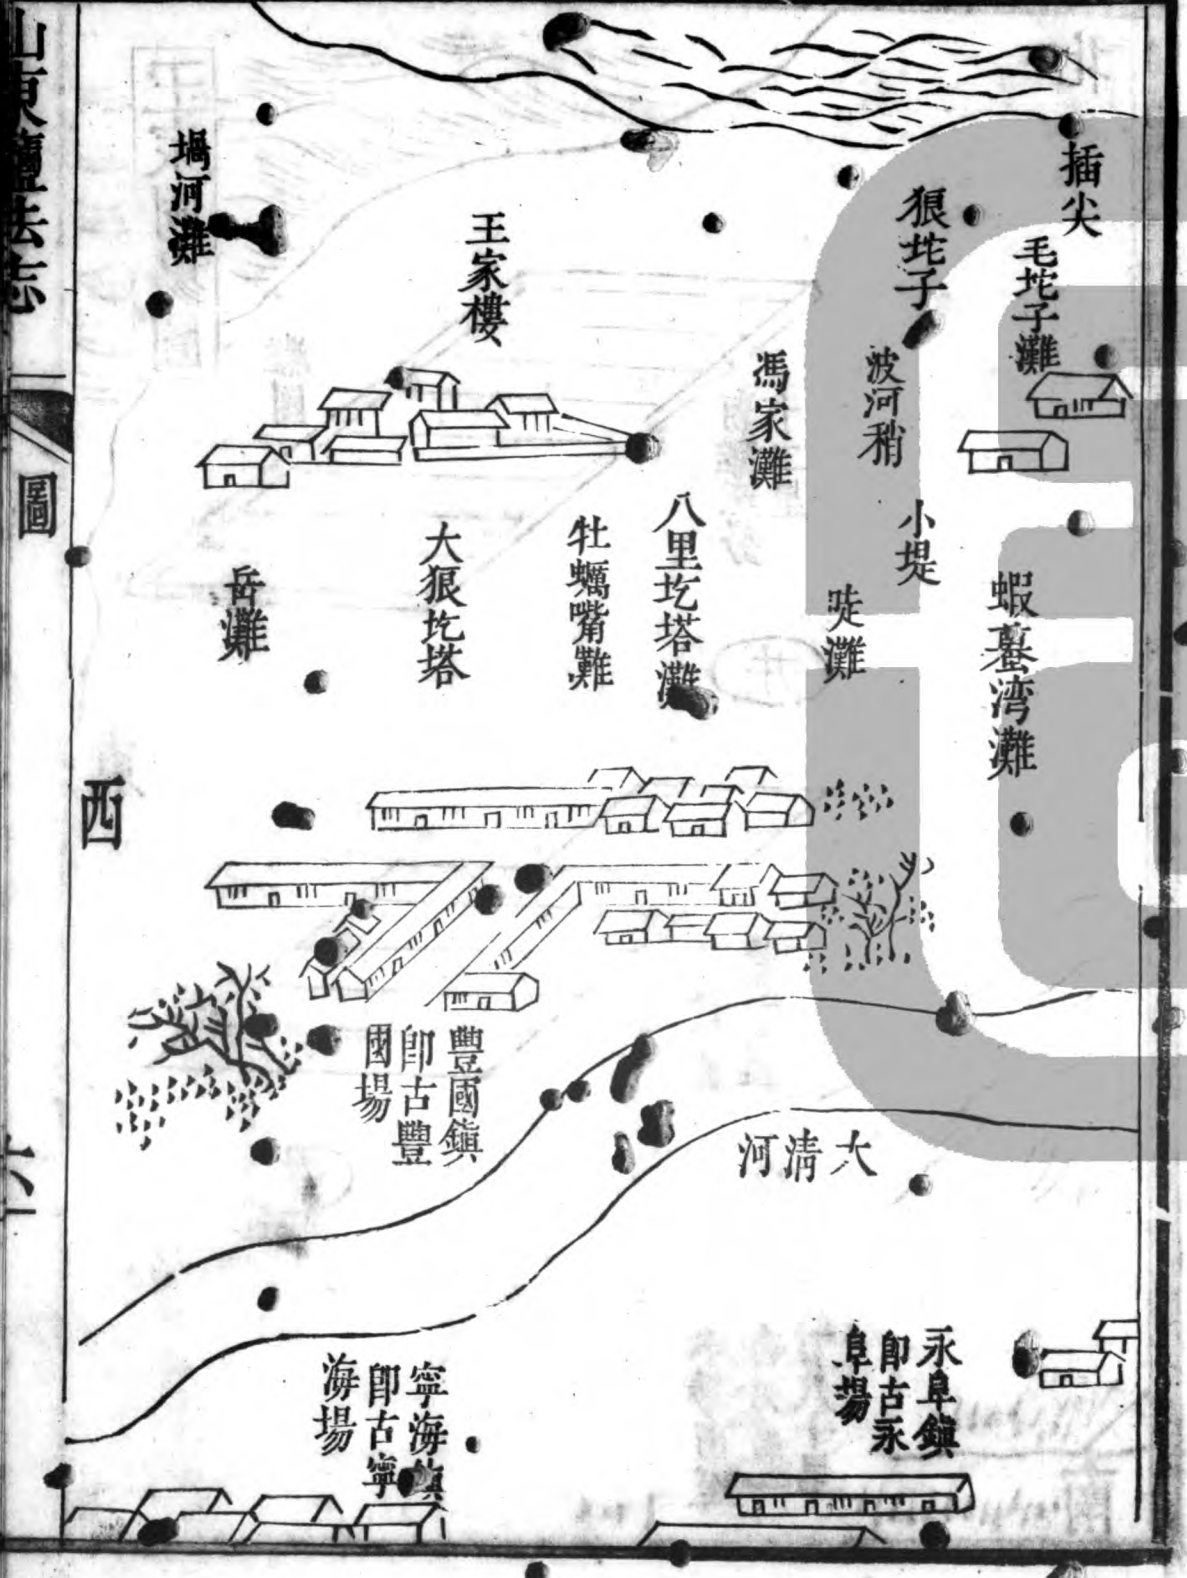 插尖
毛坨子灘
狠坨子
波河稍
馮家灘
王家樓
塌河灘
小堤
蝦蟇湾灘
灘
八里圪塔灘
牡蠣嘴難
大狠圪塔
岳灘
西
豐國鎮
即古豐
國場
大清河
永阜鎮
即古永
阜場
寧海鎮
即古寧
海場
山東鹽法志
圖